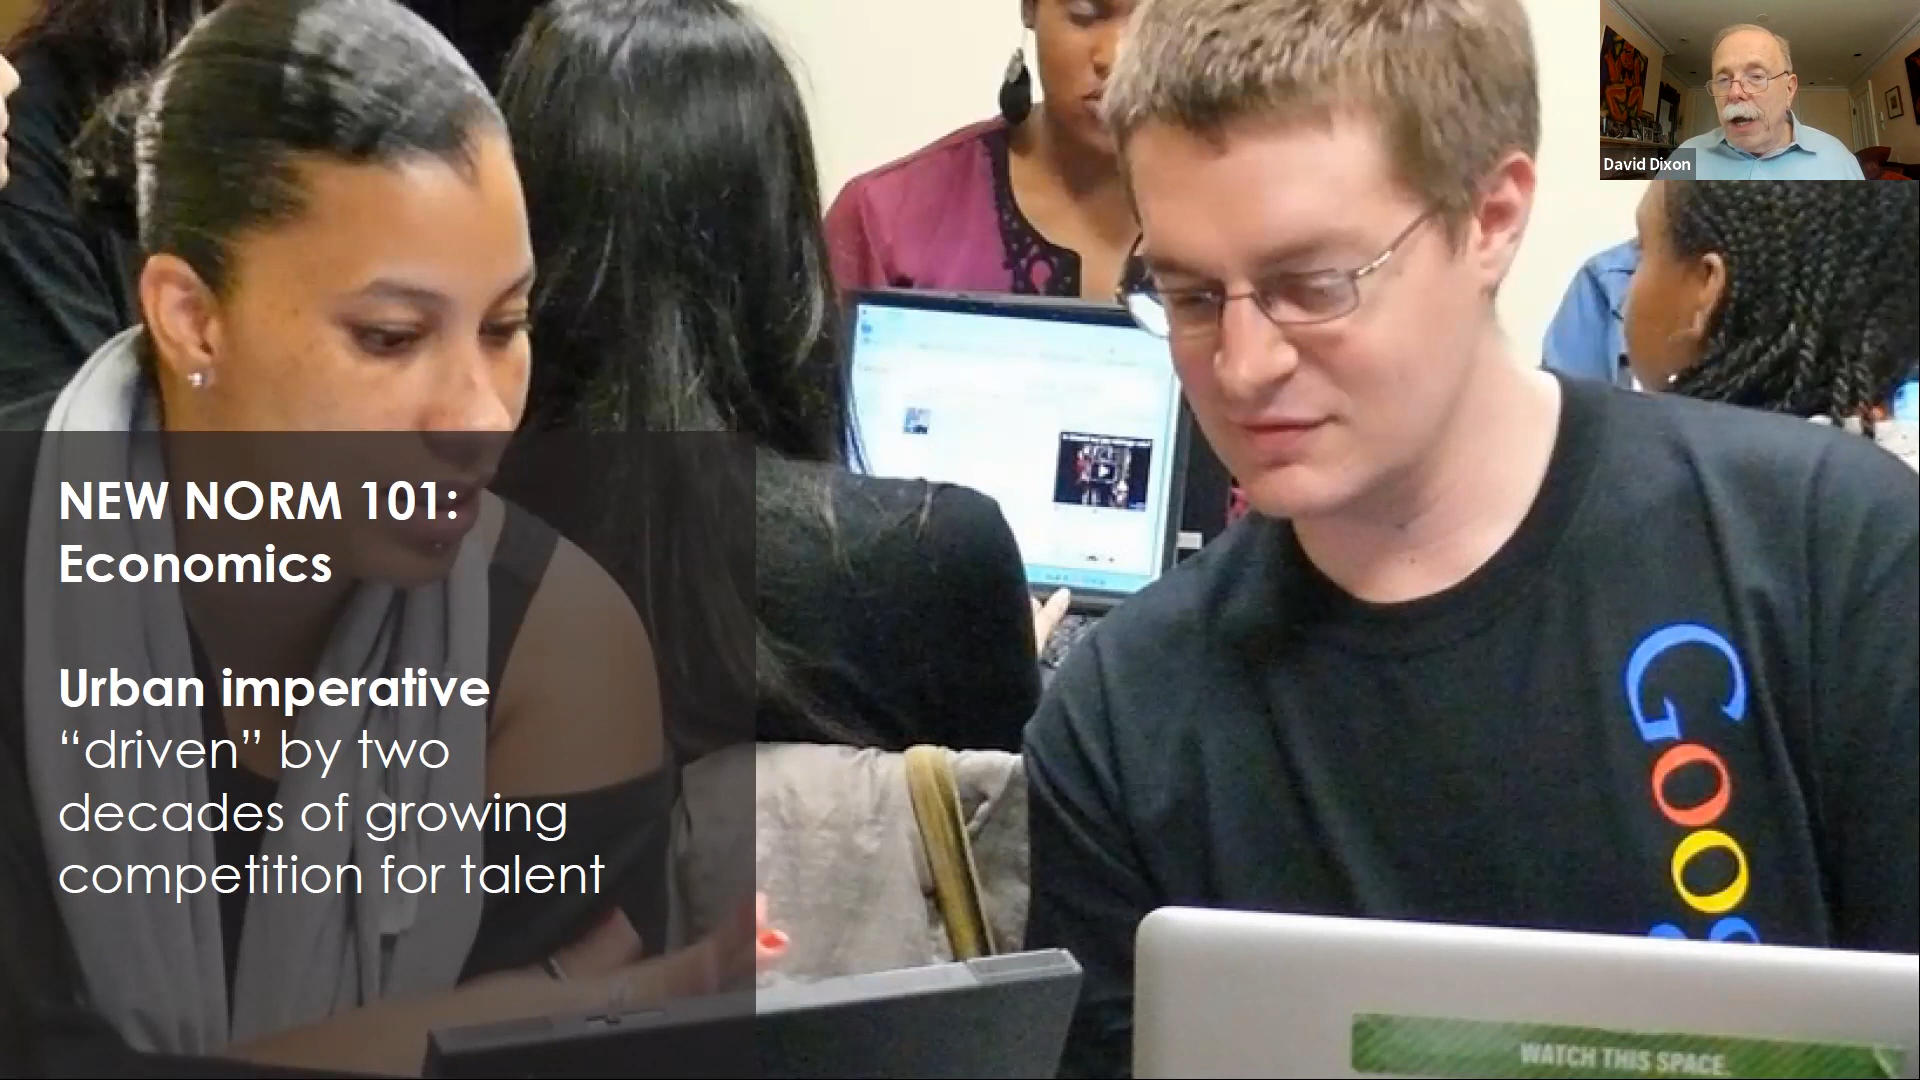 David Dixon
NEW NORM 101:
Economics
Urban imperative
“driven” by two
decades of growing
competition for talent
Goog
WATCH THIS SPACE.